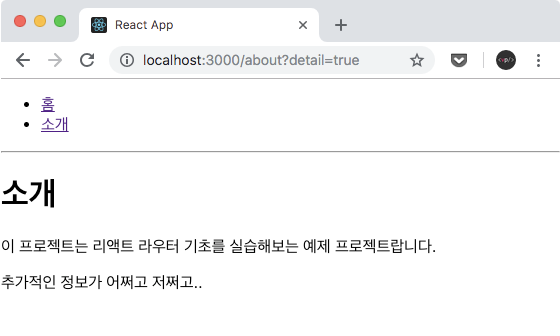 React App
localhost:3000/about?detail=true
홈
소개
소개
이 프로젝트는 리액트 라우터 기초를 실습해보는 예제 프로젝트랍니다.
추가적인 정보가 어쩌고 저쩌고..